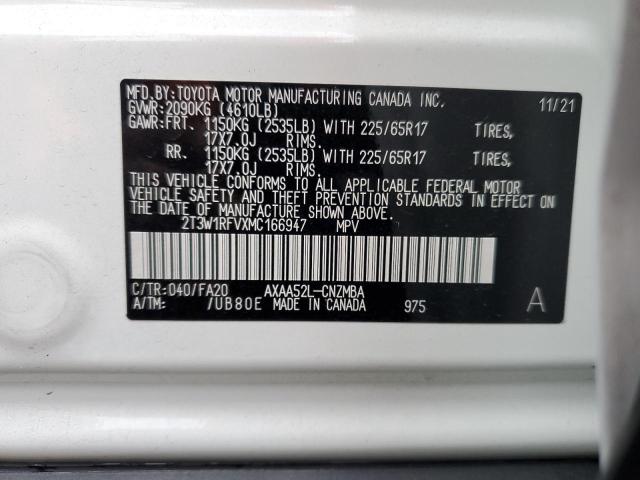 MFD.BY:TOYOTA MOTOR MANUFACTURING CANADA INC. 11/21
GVWR:2090KG (4610LB)
GAWR:FRT. 1150KG (2535LB) WITH 225/65R17 TIRES,
17X7.0J RIMS.
RR. 1150KG (2535LB) WITH 225/65R17 TIRES,
17X7.0J RIMS.
THIS VEHICLE CONFORMS TO ALL APPLICABLE FEDERAL MOTOR
VEHICLE SAFETY AND THEFT PREVENTION STANDARDS IN EFFECT ON
THE DATE OF MANUFACTURE SHOWN ABOVE.
2T3W1RFVXMC166947 MPV
C/TR:040/FA20 AXAA52L-CNZMBA
A/TM: /UB80E MADE IN CANADA 975 A